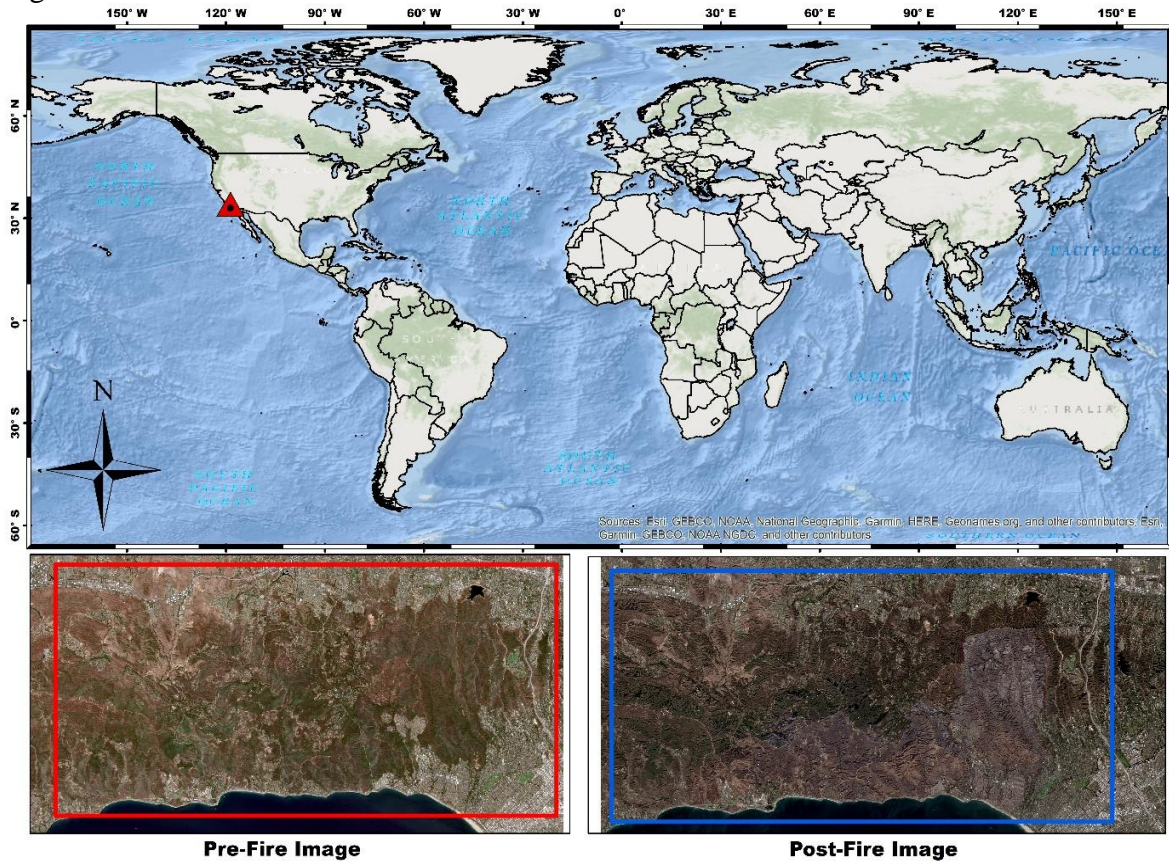 150°W 120°W 90°W 60°W 30°W 0° 30°E 60°E 90°E 120°E 150°E
60°N
NORTH
PACIFIC
OCEAN
30°N
NORTH
ATLANTIC
OCEAN
PACIFIC OCE
0°
INDIAN
OCEAN
N
30°S
AUSTRALIA
SOUTH
PACIFIC
OCEAN
SOUTH
ATLANTIC
OCEAN
60°S
Sources: Esri, GEBCO, NOAA, National Geographic, Garmin, HERE, Geonames.org, and other contributors, Esri,
Garmin, GEBCO, NOAA NGDC, and other contributors
SOUTHERN OCEAN
Pre-Fire Image
Post-Fire Image